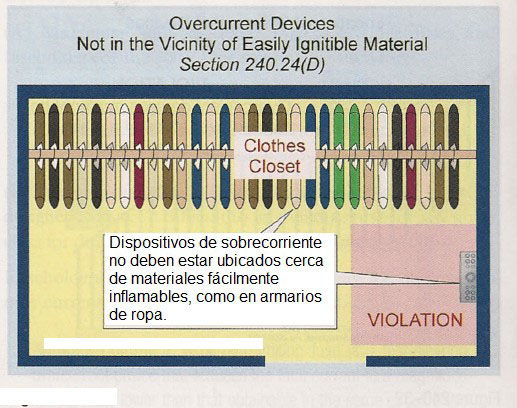 Overcurrent Devices
Not in the Vicinity of Easily Ignitible Material
Section 240.24(D)
Clothes
Closet
Dispositivos de sobrecorriente
no deben estar ubicados cerca
de materiales fácilmente
inflamables, como en armarios
de ropa.
VIOLATION